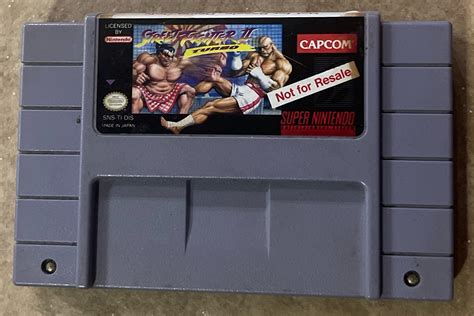 LICENSED BY
Nintendo
STREET FIGHTER II
TURBO
CAPCOM
Not for Resale
SNS-TI-DIS
MADE IN JAPAN
SUPER NINTENDO